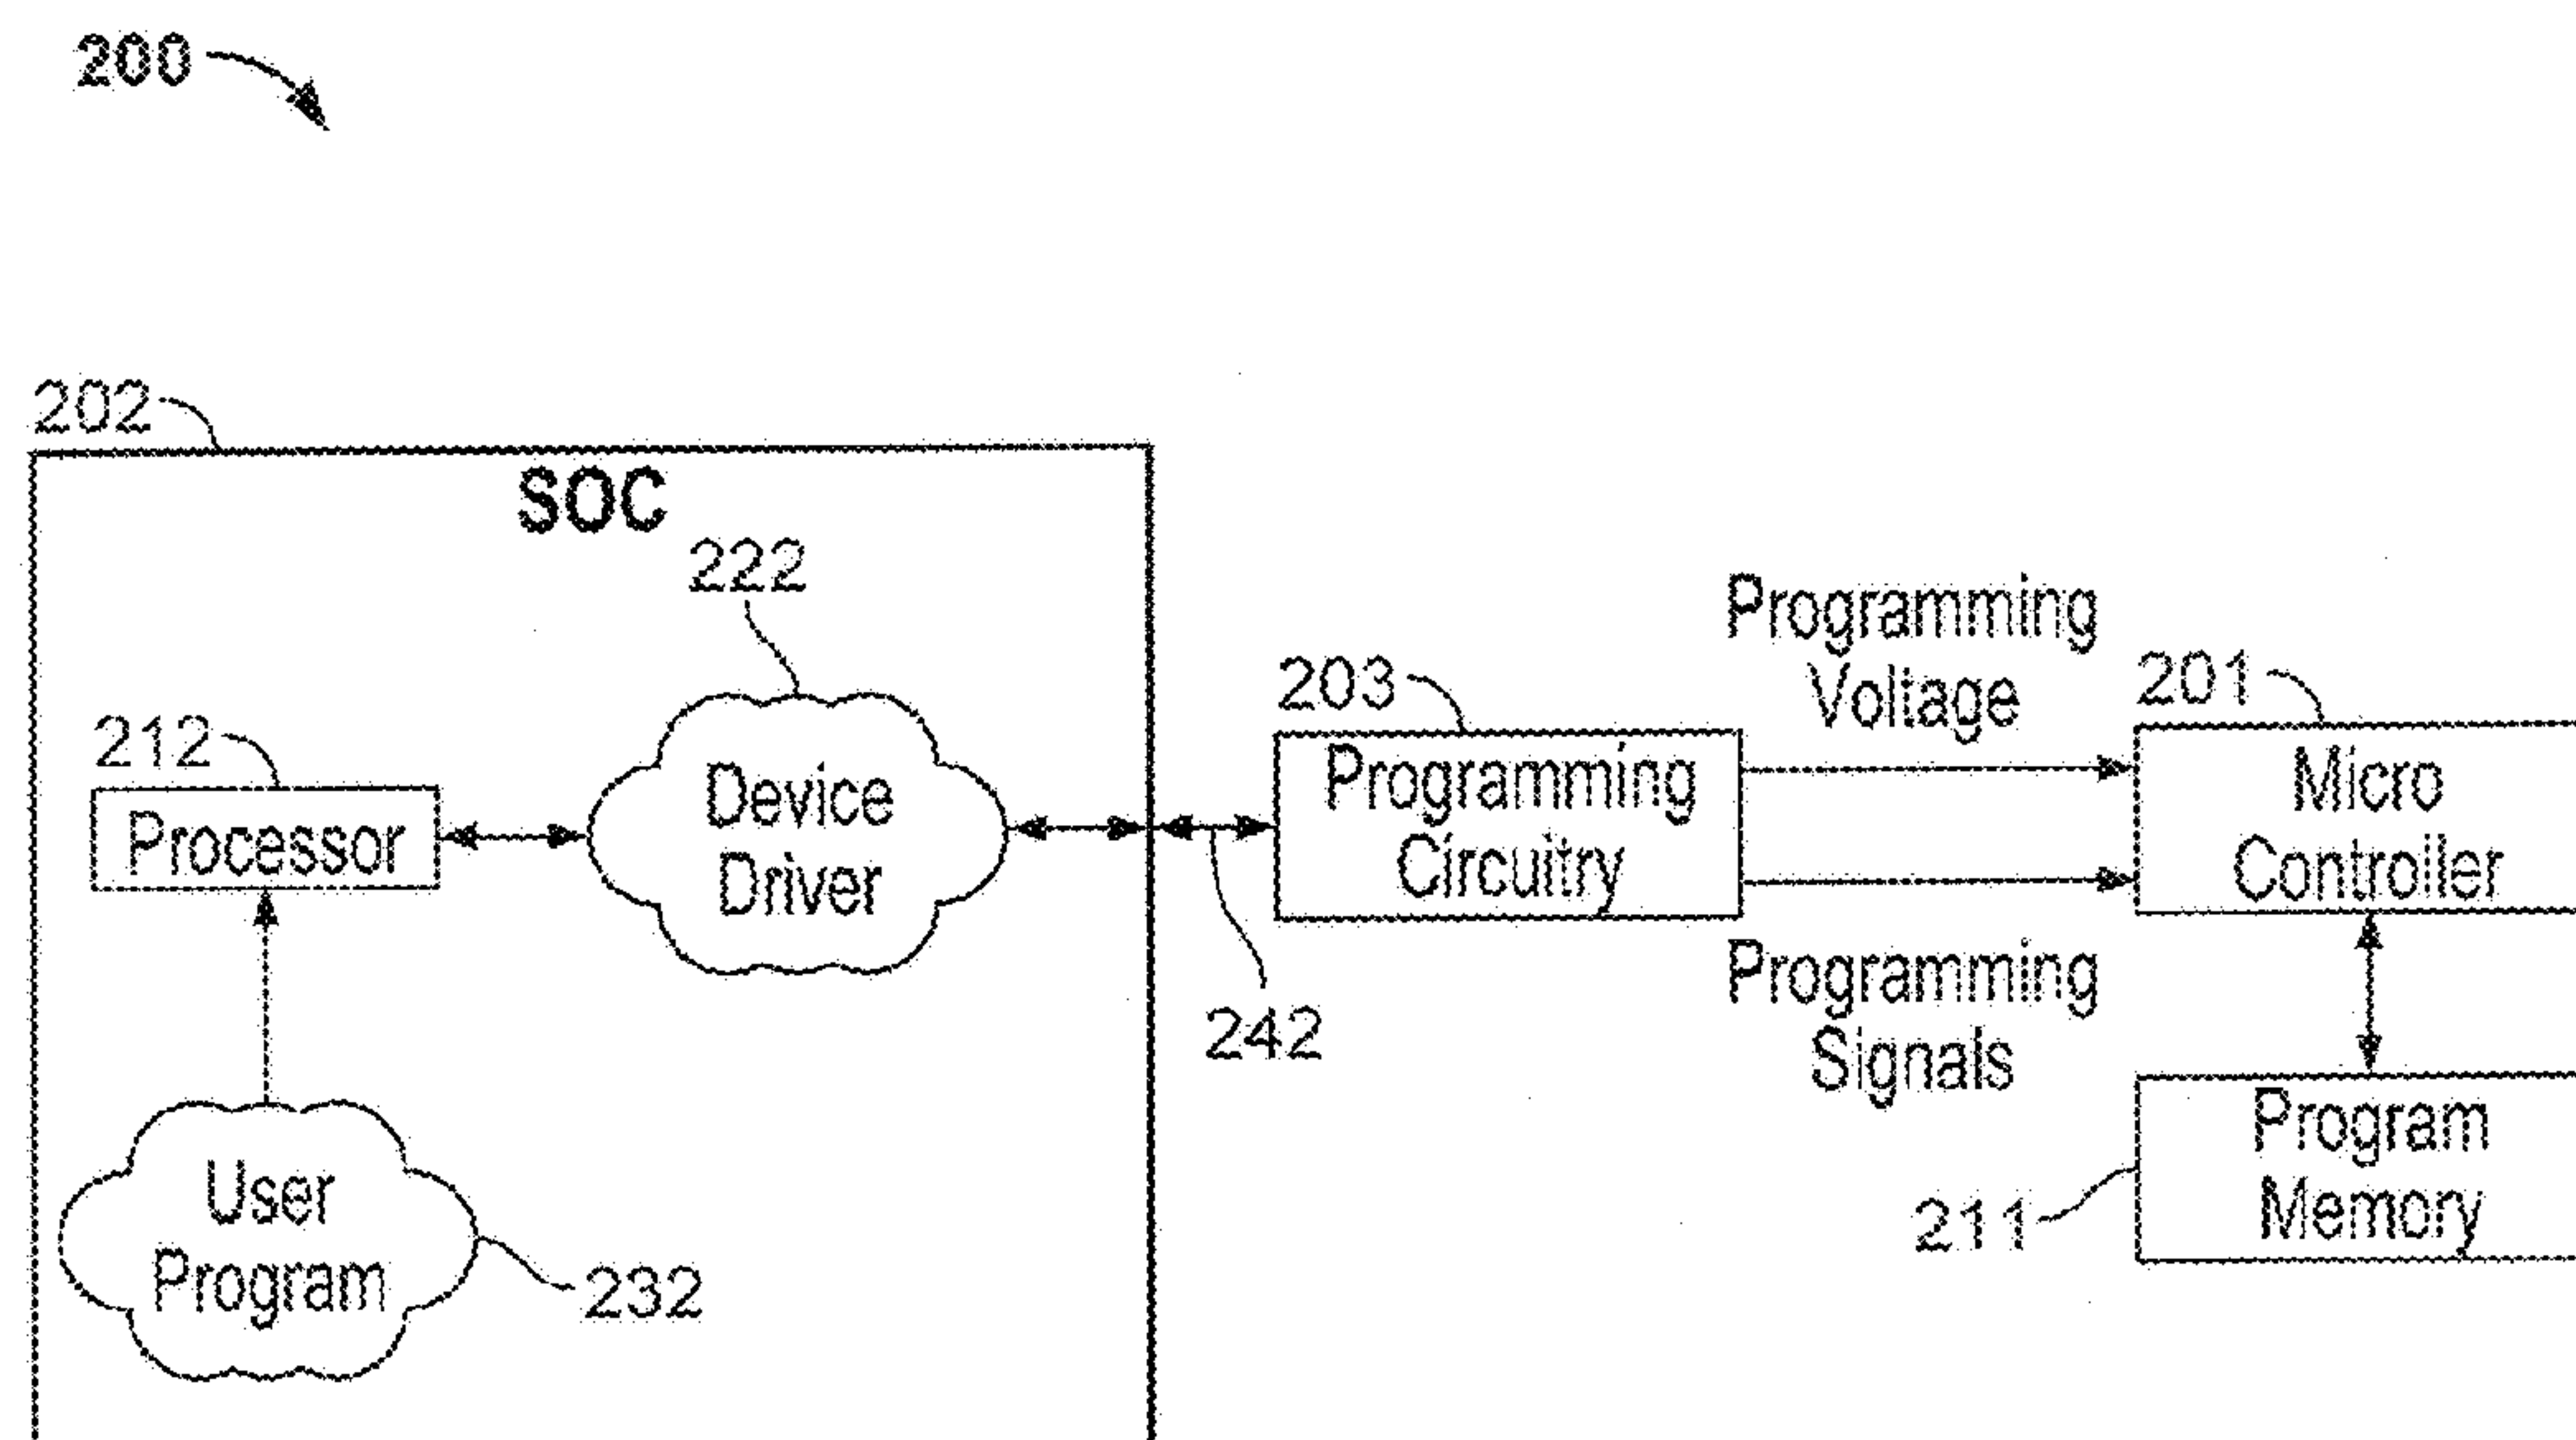 200
202
SOC
222
Programming
Voltage
203
201
212
Processor
Device
Driver
Programming
Circuitry
Micro
Controller
242
Programming
Signals
User
Program
232
Program
Memory
211